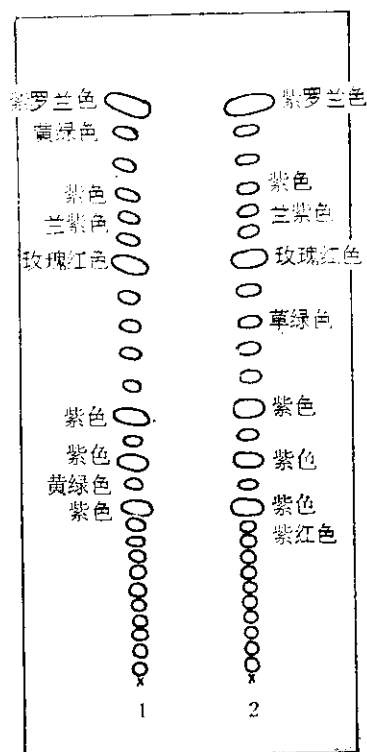 紫罗兰色 紫罗兰色
黄绿色
紫色 紫色
兰紫色 兰紫色
玫瑰红色 玫瑰红色
草绿色
紫色 紫色
紫色 紫色
黄绿色
紫色 紫色
紫红色
x x
1 2